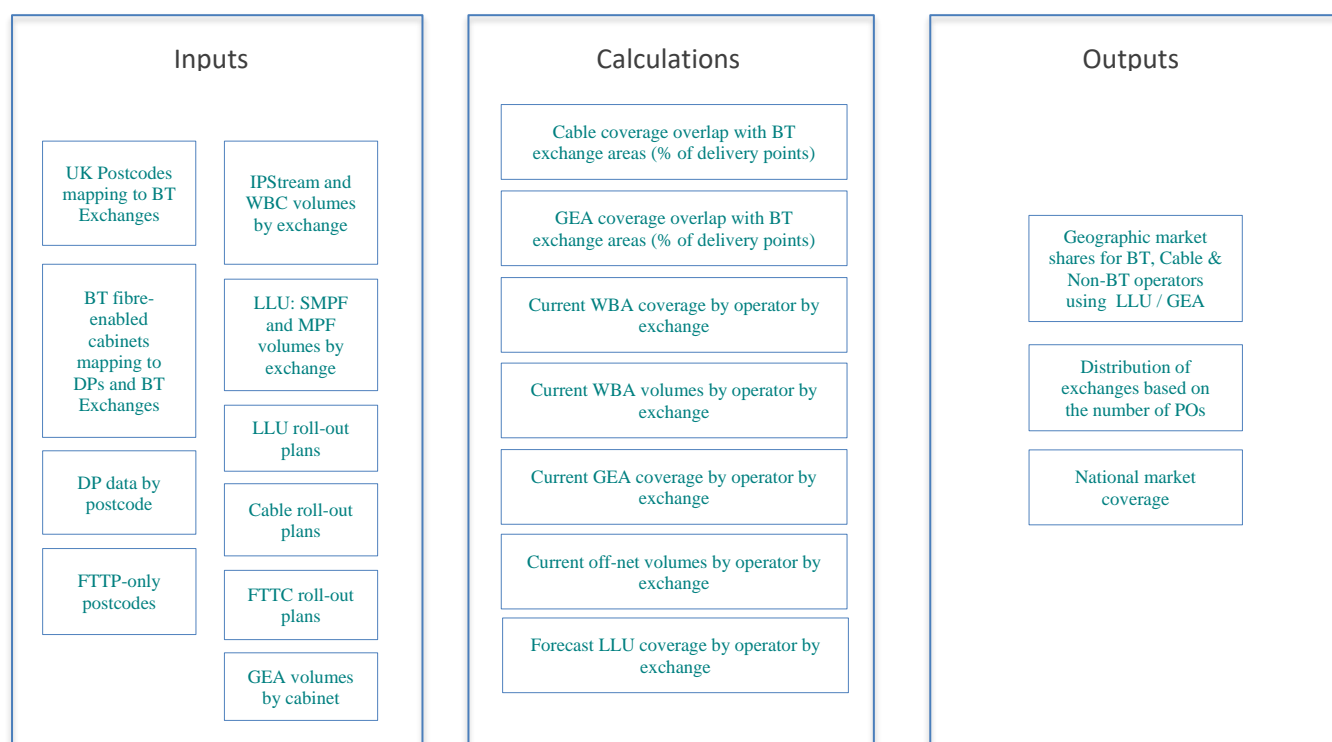 Inputs
UK Postcodes
mapping to BT
Exchanges
BT fibre-
enabled
cabinets
mapping to
DPs and BT
Exchanges
DP data by
postcode
FTTP-only
postcodes
IPStream and
WBC volumes
by exchange
LLU: SMPF
and MPF
volumes by
exchange
LLU roll-out
plans
Cable roll-out
plans
FTTC roll-out
plans
GEA volumes
by cabinet
Calculations
Cable coverage overlap with BT
exchange areas (% of delivery points)
GEA coverage overlap with BT
exchange areas (% of delivery points)
Current WBA coverage by operator by
exchange
Current WBA volumes by operator by
exchange
Current GEA coverage by operator by
exchange
Current off-net volumes by operator by
exchange
Forecast LLU coverage by operator by
exchange
Outputs
Geographic market
shares for BT, Cable &
Non-BT operators
using LLU / GEA
Distribution of
exchanges based on
the number of POs
National market
coverage